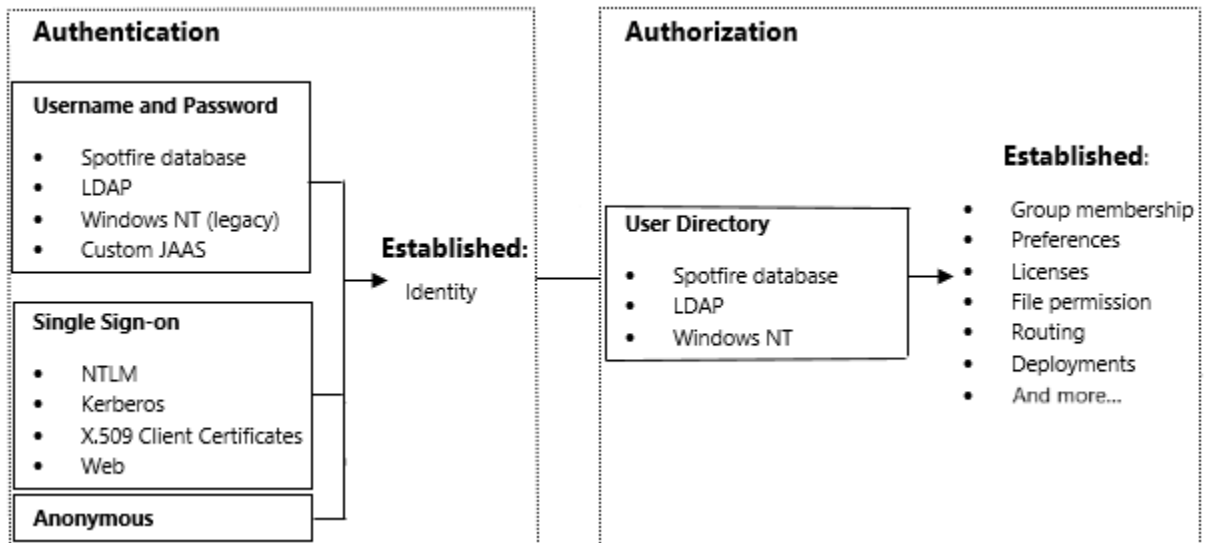 Authentication
Username and Password
• Spotfire database
• LDAP
• Windows NT (legacy)
• Custom JAAS
Single Sign-on
• NTLM
• Kerberos
• X.509 Client Certificates
• Web
Anonymous
Established:
Identity
Authorization
User Directory
• Spotfire database
• LDAP
• Windows NT
Established:
• Group membership
• Preferences
• Licenses
• File permission
• Routing
• Deployments
• And more...